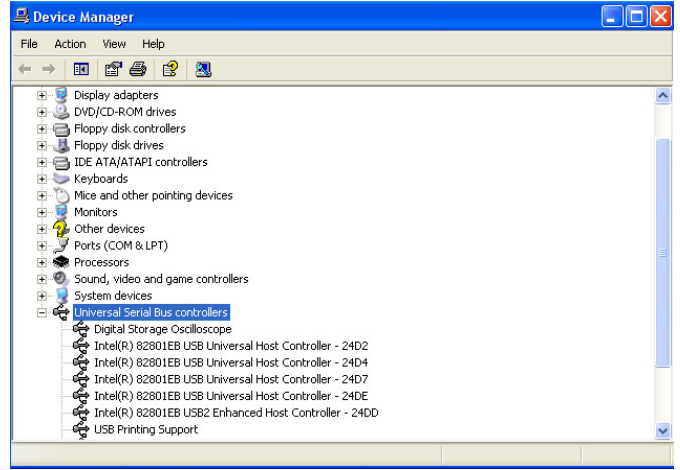 Device Manager
File Action View Help
Display adapters
DVD/CD-ROM drives
Floppy disk controllers
Floppy disk drives
IDE ATA/ATAPI controllers
Keyboards
Mice and other pointing devices
Monitors
Other devices
Ports (COM & LPT)
Processors
Sound, video and game controllers
System devices
Universal Serial Bus controllers
Digital Storage Oscilloscope
Intel(R) 82801EB USB Universal Host Controller - 24D2
Intel(R) 82801EB USB Universal Host Controller - 24D4
Intel(R) 82801EB USB Universal Host Controller - 24D7
Intel(R) 82801EB USB Universal Host Controller - 24DE
Intel(R) 82801EB USB2 Enhanced Host Controller - 24DD
USB Printing Support